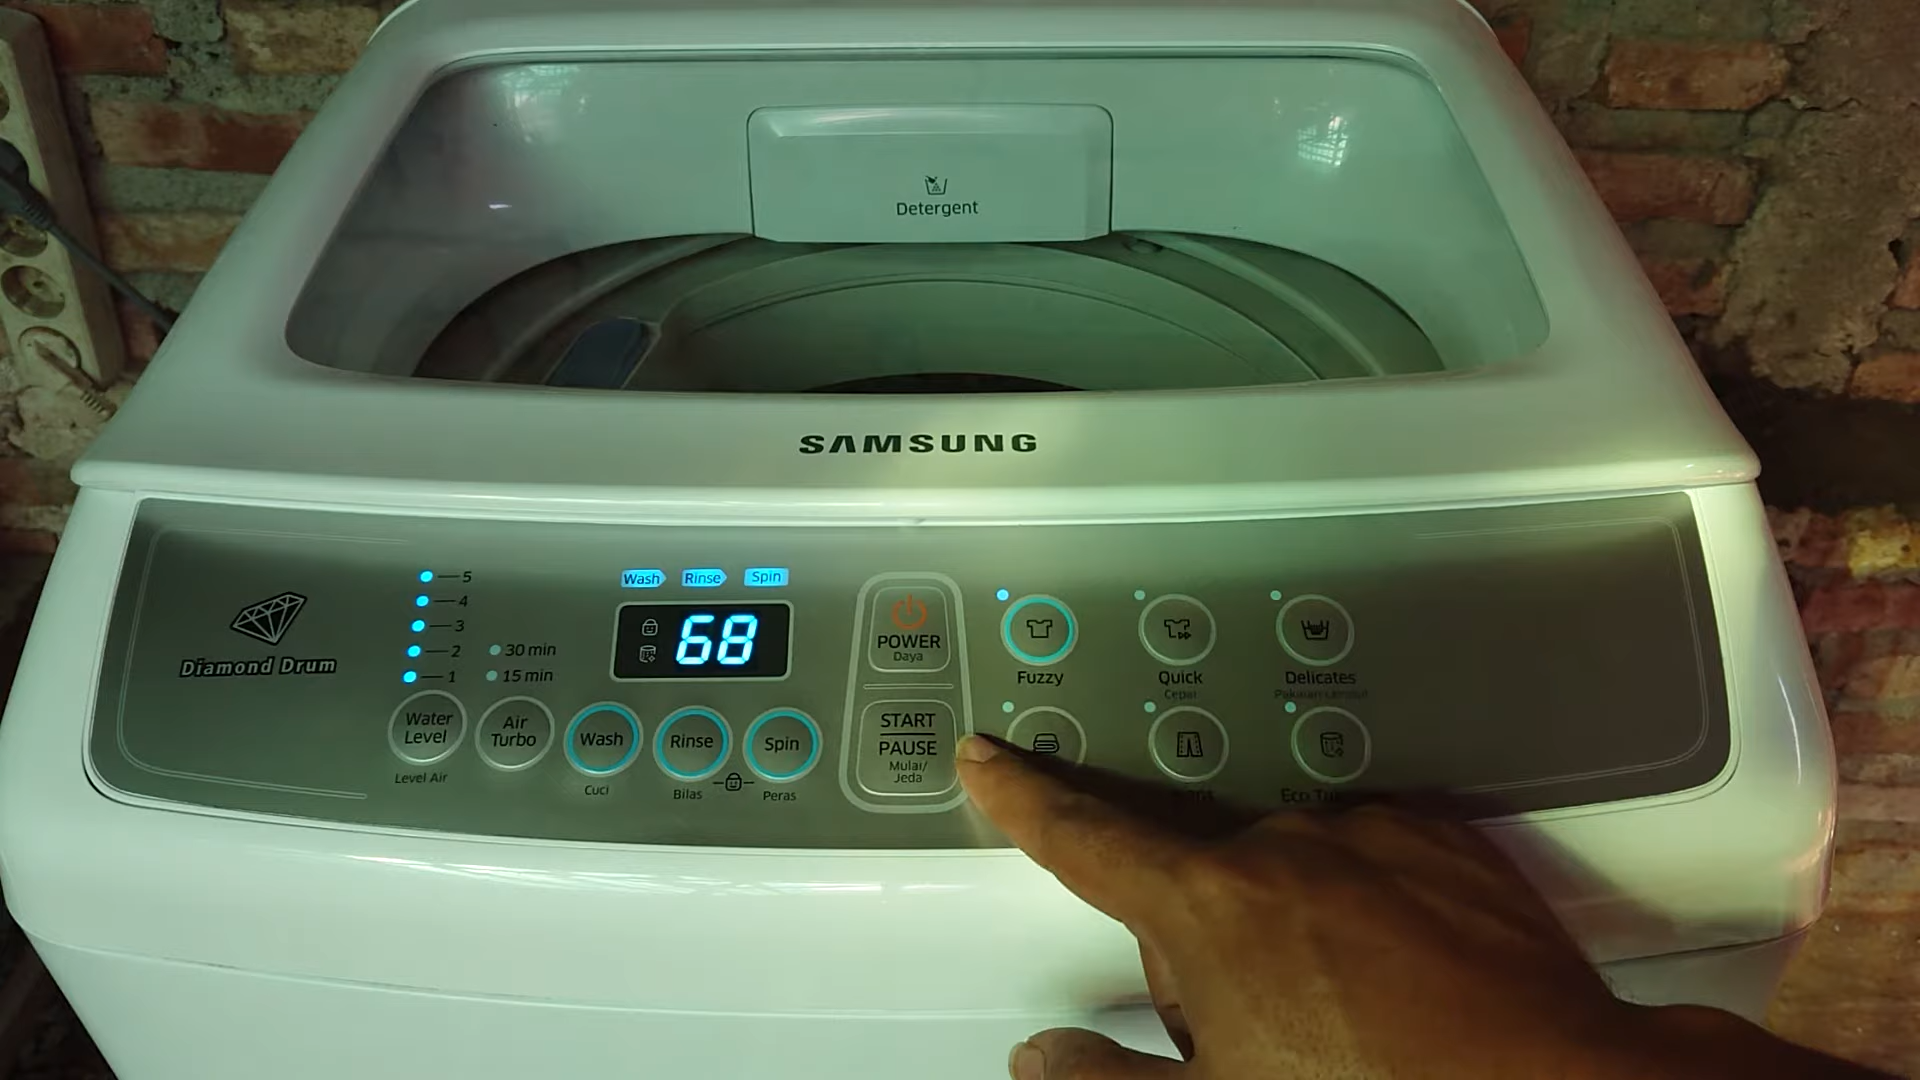 Detergent
SAMSUNG
Diamond Drum
5
4
3
2
1
30 min
15 min
Wash
Rinse
Spin
68
Water
Level
Level Air
Air
Turbo
Wash
Cuci
Rinse
Bilas
Spin
Peras
POWER
Daya
START
PAUSE
Mulai/
Jeda
Fuzzy
Quick
Cepat
Delicates
Pakaian
Eco